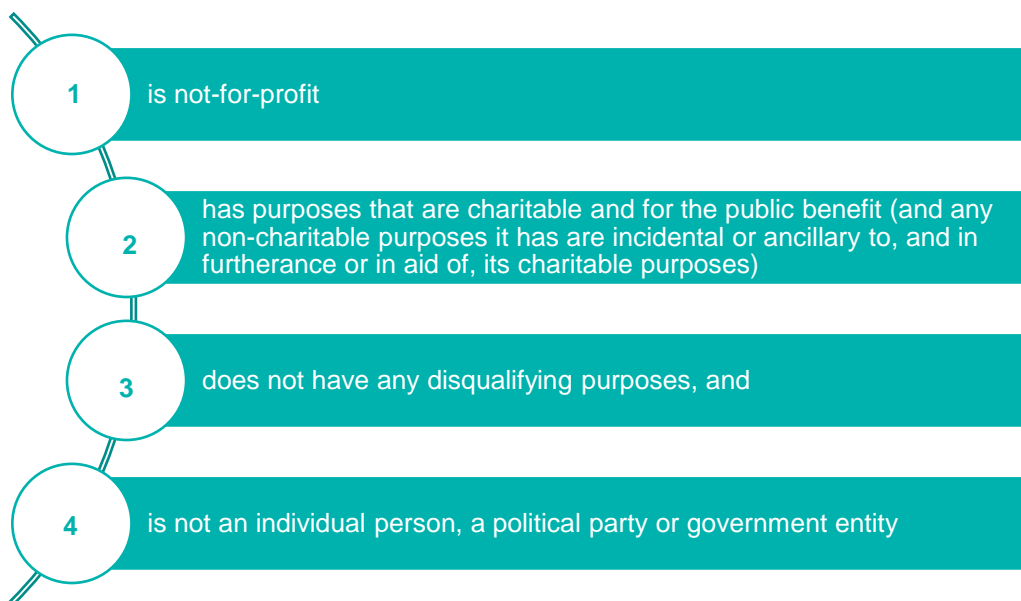 1
is not-for-profit
2
has purposes that are charitable and for the public benefit (and any
non-charitable purposes it has are incidental or ancillary to, and in
furtherance or in aid of, its charitable purposes)
3
does not have any disqualifying purposes, and
4
is not an individual person, a political party or government entity